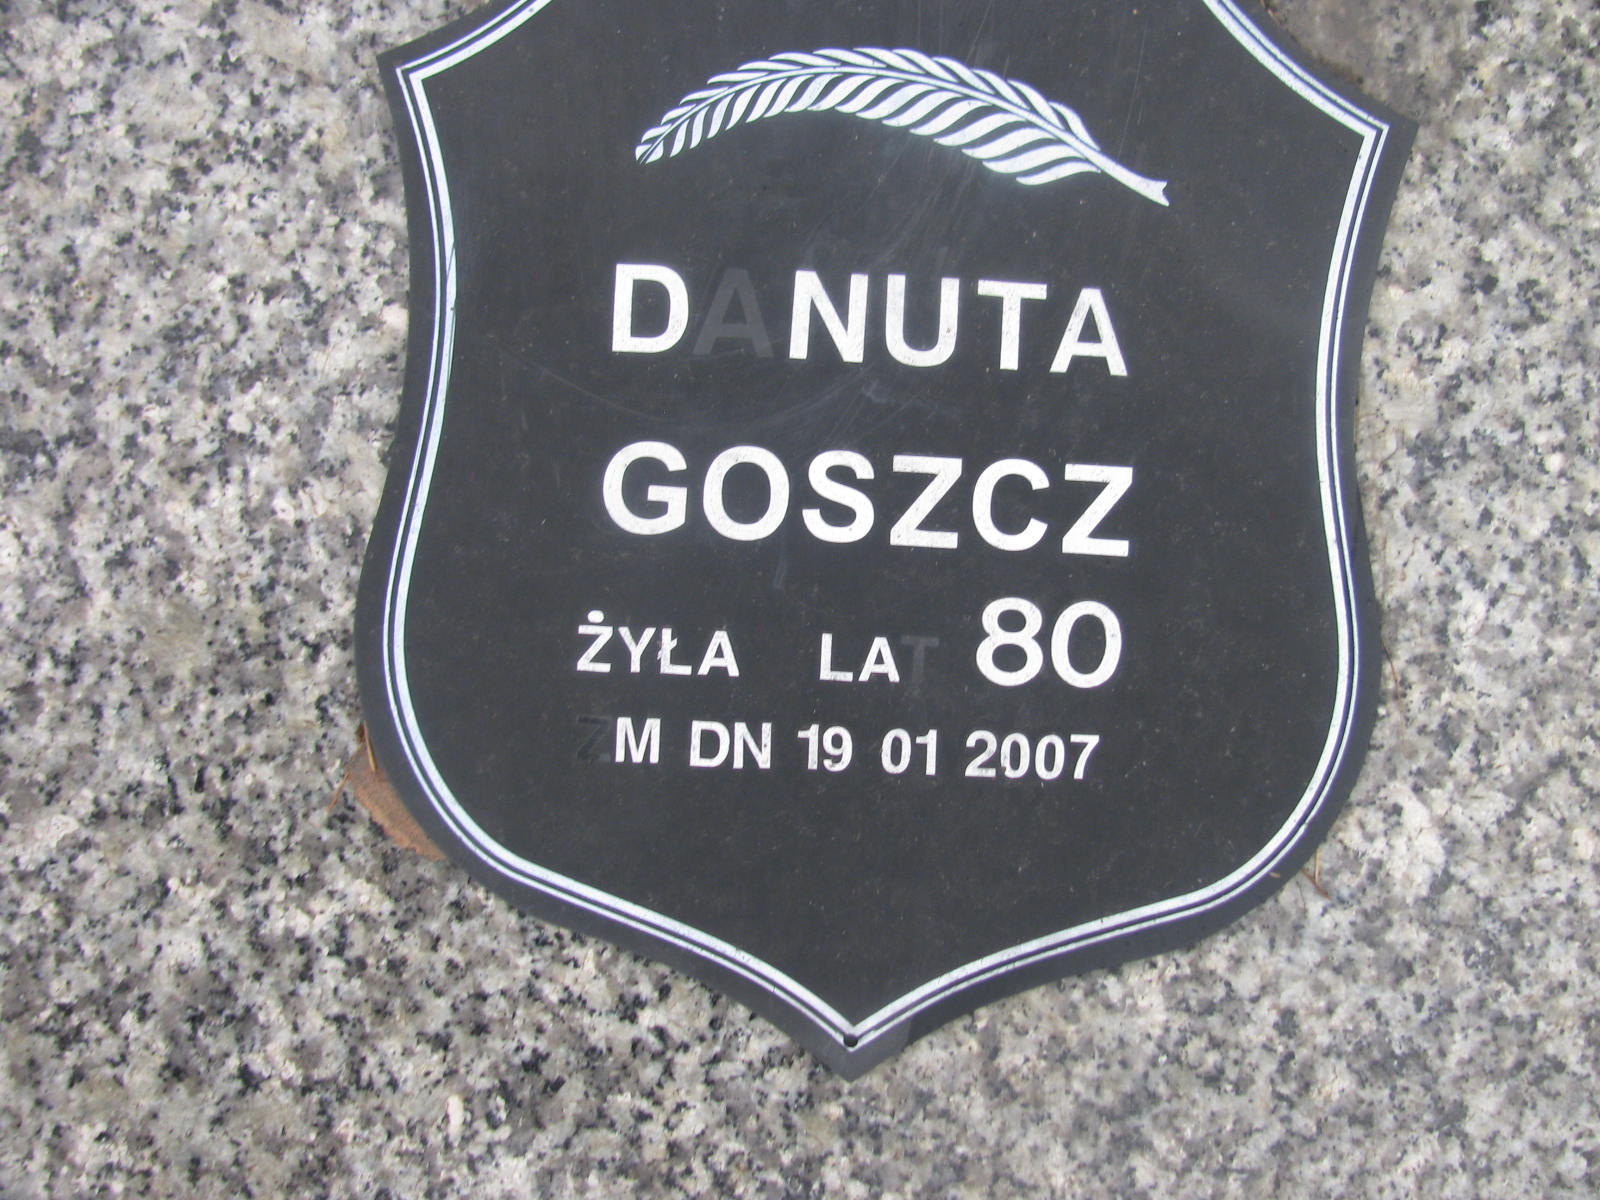 DANUTA
GOSZCZ
ŻYŁA LAT 80
ZM DN 19 01 2007